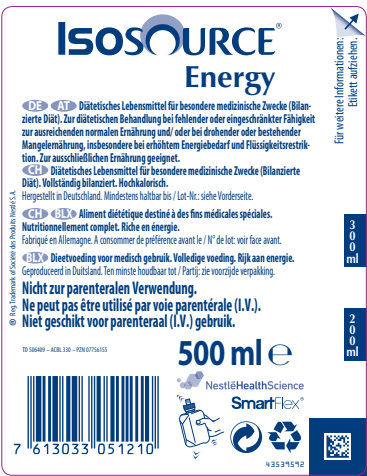 ISOSOURCE®
Energy
Für weitere Informationen:
Etikett aufziehen.
DE AT Diätetisches Lebensmittel für besondere medizinische Zwecke (Bilan-
zierte Diät). Zur diätetischen Behandlung bei fehlender oder eingeschränkter Fähigkeit
zur ausreichenden normalen Ernährung und/ oder bei drohender oder bestehender
Mangelernährung, insbesondere bei erhöhtem Energiebedarf und Flüssigkeitsrestrik-
tion. Zur ausschließlichen Ernährung geeignet.
CH Diätetisches Lebensmittel für besondere medizinische Zwecke (Bilanzierte
Diät). Vollständig bilanziert. Hochkalorisch.
Hergestellt in Deutschland. Mindestens haltbar bis / Lot-Nr.: siehe Vorderseite.
CH BLX Aliment diététique destiné à des fins médicales spéciales.
Nutritionnellement complet. Riche en énergie.
Fabriqué en Allemagne. A consommer de préférence avant le / N° de lot: voir face avant.
BLX Dieetvoeding voor medisch gebruik. Volledige voeding. Rijk aan energie.
Geproduceerd in Duitsland. Ten minste houdbaar tot / Partij: zie voorzijde verpakking.
Nicht zur parenteralen Verwendung.
Ne peut pas être utilisé par voie parentérale (I.V.).
Niet geschikt voor parenteraal (I.V.) gebruik.
® Reg. Trademark of Société des Produits Nestlé S.A.
300 ml
200 ml
TD 506409 – ACBL 330 – PZN 07756155
500 ml ℮
NestléHealthScience
SmartFlex®
7 613033 051210
43539592